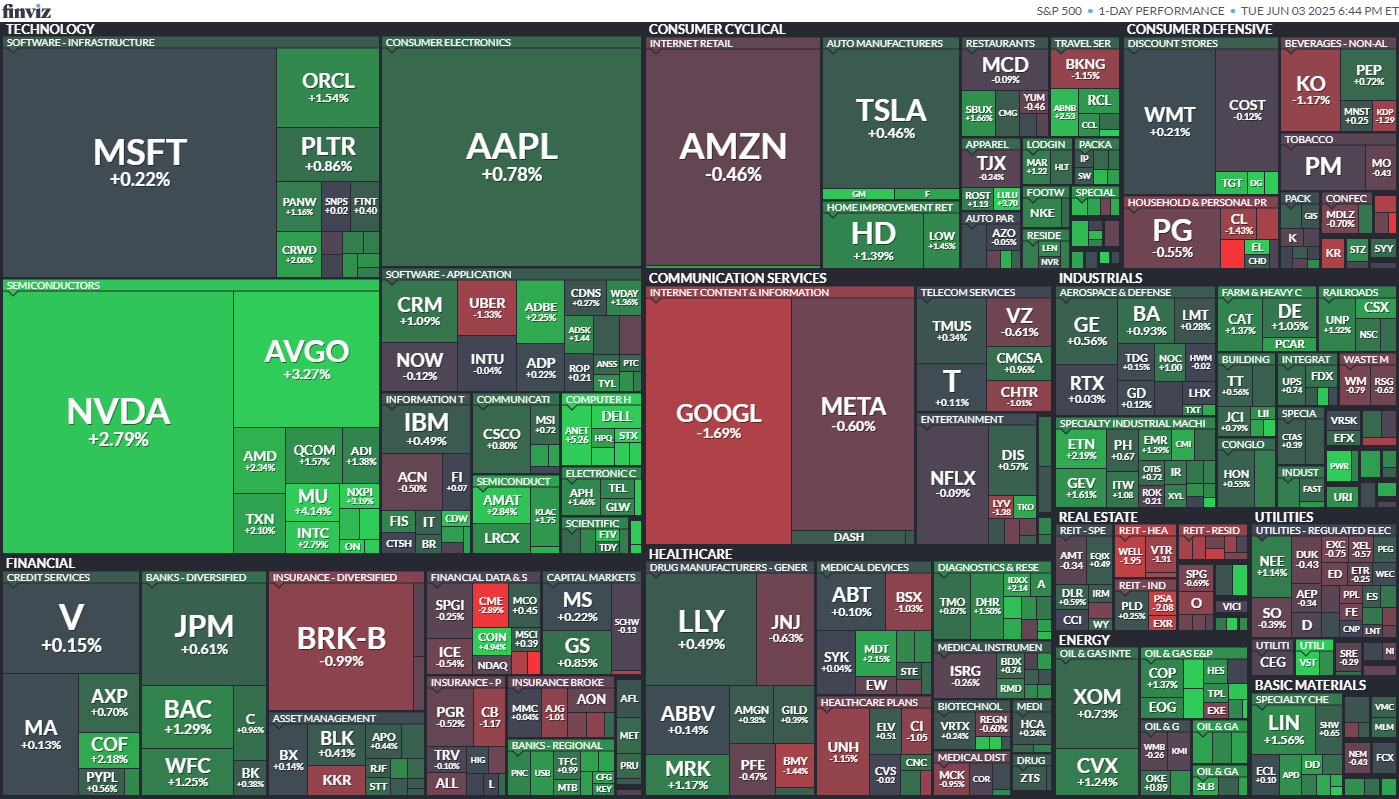 finviz
S&P 500 • 1-DAY PERFORMANCE • TUE JUN 03 2025 6:44 PM ET
TECHNOLOGY
SOFTWARE - INFRASTRUCTURE
MSFT
+0.22%
ORCL
+1.54%
PLTR
+0.86%
PANW
+1.16%
SNPS
+0.02
FTNT
+0.40
CRWD
+2.00%
CONSUMER ELECTRONICS
AAPL
+0.78%
SEMICONDUCTORS
NVDA
+2.79%
AVGO
+3.27%
AMD
+2.34%
QCOM
+1.57%
ADI
+1.38%
TXN
+2.10%
MU
+4.14%
NXPI
+3.19%
INTC
+2.79%
ON
SOFTWARE - APPLICATION
CRM
+1.09%
UBER
-1.33%
ADBE
+2.25%
CDNS
+0.27%
WDAY
+1.36%
NOW
-0.12%
INTU
-0.04%
ADP
+0.22%
ADSK
+1.44
ROP
+0.21
ANSS
PTC
TYL
INFORMATION T
IBM
+0.49%
ACN
-0.50%
FI
+0.07
FIS
IT
CDW
CTSH
BR
COMMUNICATI
CSCO
+0.80%
MSI
+0.72
COMPUTER H
ANET
+5.26
DELL
HPQ
STX
SEMICONDUCT
AMAT
+2.84%
KLAC
+1.75
LRCX
ELECTRONIC C
APH
+1.46%
TEL
GLW
SCIENTIFIC
FTV
TDY
CONSUMER CYCLICAL
INTERNET RETAIL
AMZN
-0.46%
AUTO MANUFACTURERS
TSLA
+0.46%
GM
F
HOME IMPROVEMENT RET
HD
+1.39%
LOW
+1.45%
RESTAURANTS
MCD
-0.09%
SBUX
+1.66%
CMG
YUM
-0.46
TRAVEL SER
BKNG
-1.15%
ABNB
+2.53
RCL
CCL
APPAREL
TJX
-0.24%
ROST
+1.13
LULU
+2.70
LODGIN
MAR
+1.22
HLT
PACKA
IP
SW
FOOTW
NKE
SPECIAL
AUTO PAR
AZO
-0.05%
RESIDE
LEN
NVR
CONSUMER DEFENSIVE
DISCOUNT STORES
WMT
+0.21%
COST
-0.12%
TGT
DG
BEVERAGES - NON-AL
KO
-1.17%
PEP
+0.72%
MNST
+0.25
KDP
-1.29
TOBACCO
PM
MO
-0.43
HOUSEHOLD & PERSONAL PR
PG
-0.55%
CL
-1.43%
EL
CHD
PACK
GIS
K
CONFEC
MDLZ
-0.70%
KR
STZ
SYY
COMMUNICATION SERVICES
INTERNET CONTENT & INFORMATION
GOOGL
-1.69%
META
-0.60%
DASH
TELECOM SERVICES
TMUS
+0.34%
VZ
-0.61%
T
+0.11%
CMCSA
+0.96%
CHTR
-1.01%
ENTERTAINMENT
NFLX
-0.09%
DIS
+0.57%
LYV
-1.38
TKO
INDUSTRIALS
AEROSPACE & DEFENSE
GE
+0.56%
BA
+0.93%
LMT
+0.28%
RTX
+0.03%
TDG
+0.15%
NOC
+1.00
HWM
-0.02
GD
+0.12%
LHX
TXT
FARM & HEAVY C
CAT
+1.37%
DE
+1.05%
PCAR
RAILROADS
UNP
+1.32%
CSX
NSC
SPECIALTY INDUSTRIAL MACHI
ETN
+2.19%
PH
+0.67
EMR
+1.29%
CMI
GEV
+1.61%
ITW
+1.08
OTIS
+0.72
IR
ROK
-0.21
XYL
BUILDING
TT
+0.56%
JCI
+0.79%
LII
INTEGRAT
UPS
+0.74
FDX
WASTE M
WM
-0.79
RSG
-0.62
CONGLO
HON
+0.55%
SPECIA
CTAS
+0.39
VRSK
EFX
INDUST
FAST
PWR
URI
REAL ESTATE
REIT - SPE
AMT
-0.34
EQIX
+0.49
DLR
+0.59%
IRM
CCI
WY
REIT - HEA
WELL
-1.95
VTR
-1.31
REIT - RESID
REIT - IND
PLD
+0.25%
PSA
-2.08
EXR
SPG
-0.69%
O
VICI
UTILITIES
UTILITIES - REGULATED ELEC
NEE
+1.14%
DUK
-0.43
EXC
-0.75
XEL
-0.57
PEG
SO
-0.39%
ED
ETR
-0.25
WEC
AEP
-0.34
PPL
ES
D
FE
CNP
LNT
UTILITI
CEG
UTILI
VST
SRE
-0.29
NI
FINANCIAL
CREDIT SERVICES
V
+0.15%
MA
+0.13%
AXP
+0.70%
COF
+2.18%
PYPL
+0.56%
BANKS - DIVERSIFIED
JPM
+0.61%
BAC
+1.29%
C
+0.96%
WFC
+1.25%
BK
+0.38%
INSURANCE - DIVERSIFIED
BRK-B
-0.99%
ASSET MANAGEMENT
BX
+0.14%
BLK
+0.41%
APO
+0.44%
KKR
RJF
STT
FINANCIAL DATA & S
SPGI
-0.25%
CME
-2.89%
MCO
+0.45
ICE
-0.54%
COIN
+4.94%
MSCI
+0.39
NDAQ
CAPITAL MARKETS
MS
+0.22%
GS
+0.85%
SCHW
-0.13
INSURANCE - P
PGR
-0.52%
CB
-1.17
TRV
-0.10%
HIG
ALL
L
INSURANCE BROKE
MMC
+0.04%
AJG
-1.01
AON
BANKS - REGIONAL
PNC
USB
TFC
+0.99
MTB
CFG
KEY
AFL
MET
PRU
HEALTHCARE
DRUG MANUFACTURERS - GENER
LLY
+0.49%
JNJ
-0.63%
ABBV
+0.14%
AMGN
+0.38%
GILD
+0.39%
MRK
+1.17%
PFE
-0.47%
BMY
-1.44%
MEDICAL DEVICES
ABT
+0.10%
BSX
-1.03%
SYK
+0.04%
MDT
+2.15%
STE
EW
DIAGNOSTICS & RESE
TMO
+0.87%
DHR
+1.50%
IDXX
+2.14
A
MEDICAL INSTRUMEN
ISRG
-0.26%
BDX
+0.74
RMD
HEALTHCARE PLANS
UNH
-1.15%
ELV
+0.51
CI
-1.05
CVS
-0.02
CNC
BIOTECHNOL
VRTX
+0.24%
REGN
-0.60%
MEDI
HCA
+0.24%
MEDICAL DIST
MCK
-0.95%
COR
DRUG
ZTS
ENERGY
OIL & GAS INTE
XOM
+0.73%
CVX
+1.24%
OIL & GAS E&P
COP
+1.37%
EOG
HES
TPL
EXE
OIL & G
WMB
-0.26
KMI
OKE
+0.89
OIL & GA
OIL & GA
SLB
BASIC MATERIALS
SPECIALTY CHE
LIN
+1.56%
SHW
+0.65
ECL
+0.10
APD
DD
VMC
MLM
NEM
-0.43
FCX